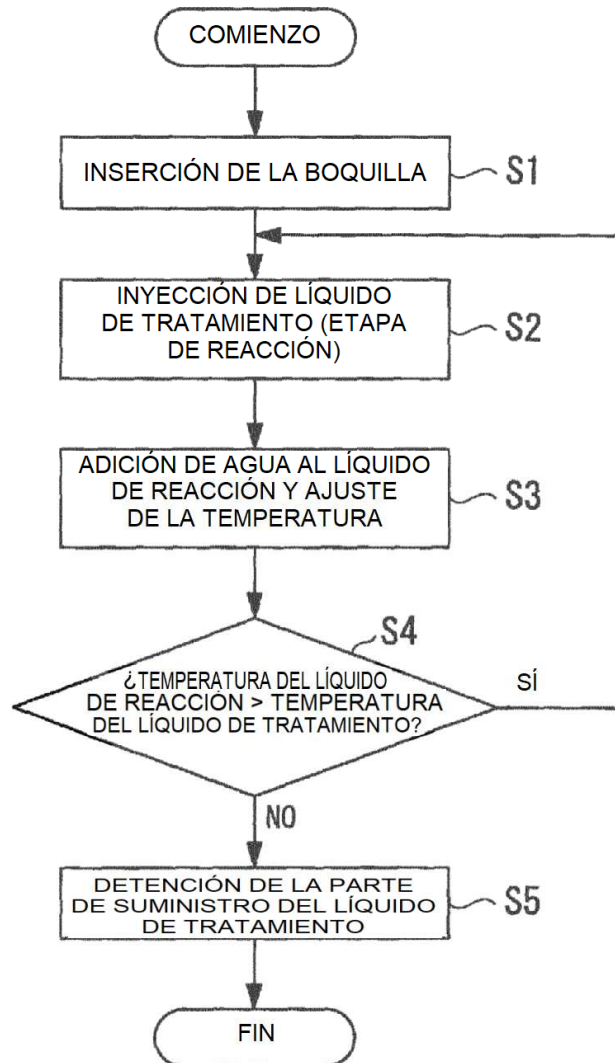 COMIENZO
INSERCIÓN DE LA BOQUILLA
S1
INYECCIÓN DE LÍQUIDO
DE TRATAMIENTO (ETAPA
DE REACCIÓN)
S2
ADICIÓN DE AGUA AL LÍQUIDO
DE REACCIÓN Y AJUSTE
DE LA TEMPERATURA
S3
S4
¿TEMPERATURA DEL LÍQUIDO
DE REACCIÓN > TEMPERATURA
DEL LÍQUIDO DE TRATAMIENTO?
SÍ
NO
DETENCIÓN DE LA PARTE
DE SUMINISTRO DEL LÍQUIDO
DE TRATAMIENTO
S5
FIN